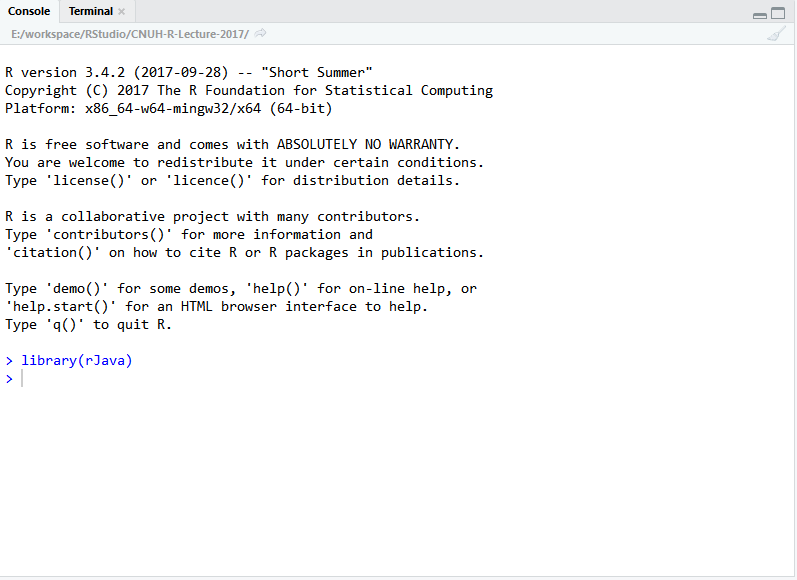 Console Terminal
E:/workspace/RStudio/CNUH-R-Lecture-2017/
R version 3.4.2 (2017-09-28) -- "Short Summer"
Copyright (C) 2017 The R Foundation for Statistical Computing
Platform: x86_64-w64-mingw32/x64 (64-bit)
R is free software and comes with ABSOLUTELY NO WARRANTY.
You are welcome to redistribute it under certain conditions.
Type 'license()' or 'licence()' for distribution details.
R is a collaborative project with many contributors.
Type 'contributors()' for more information and
'citation()' on how to cite R or R packages in publications.
Type 'demo()' for some demos, 'help()' for on-line help, or
'help.start()' for an HTML browser interface to help.
Type 'q()' to quit R.
> library(rJava)
>